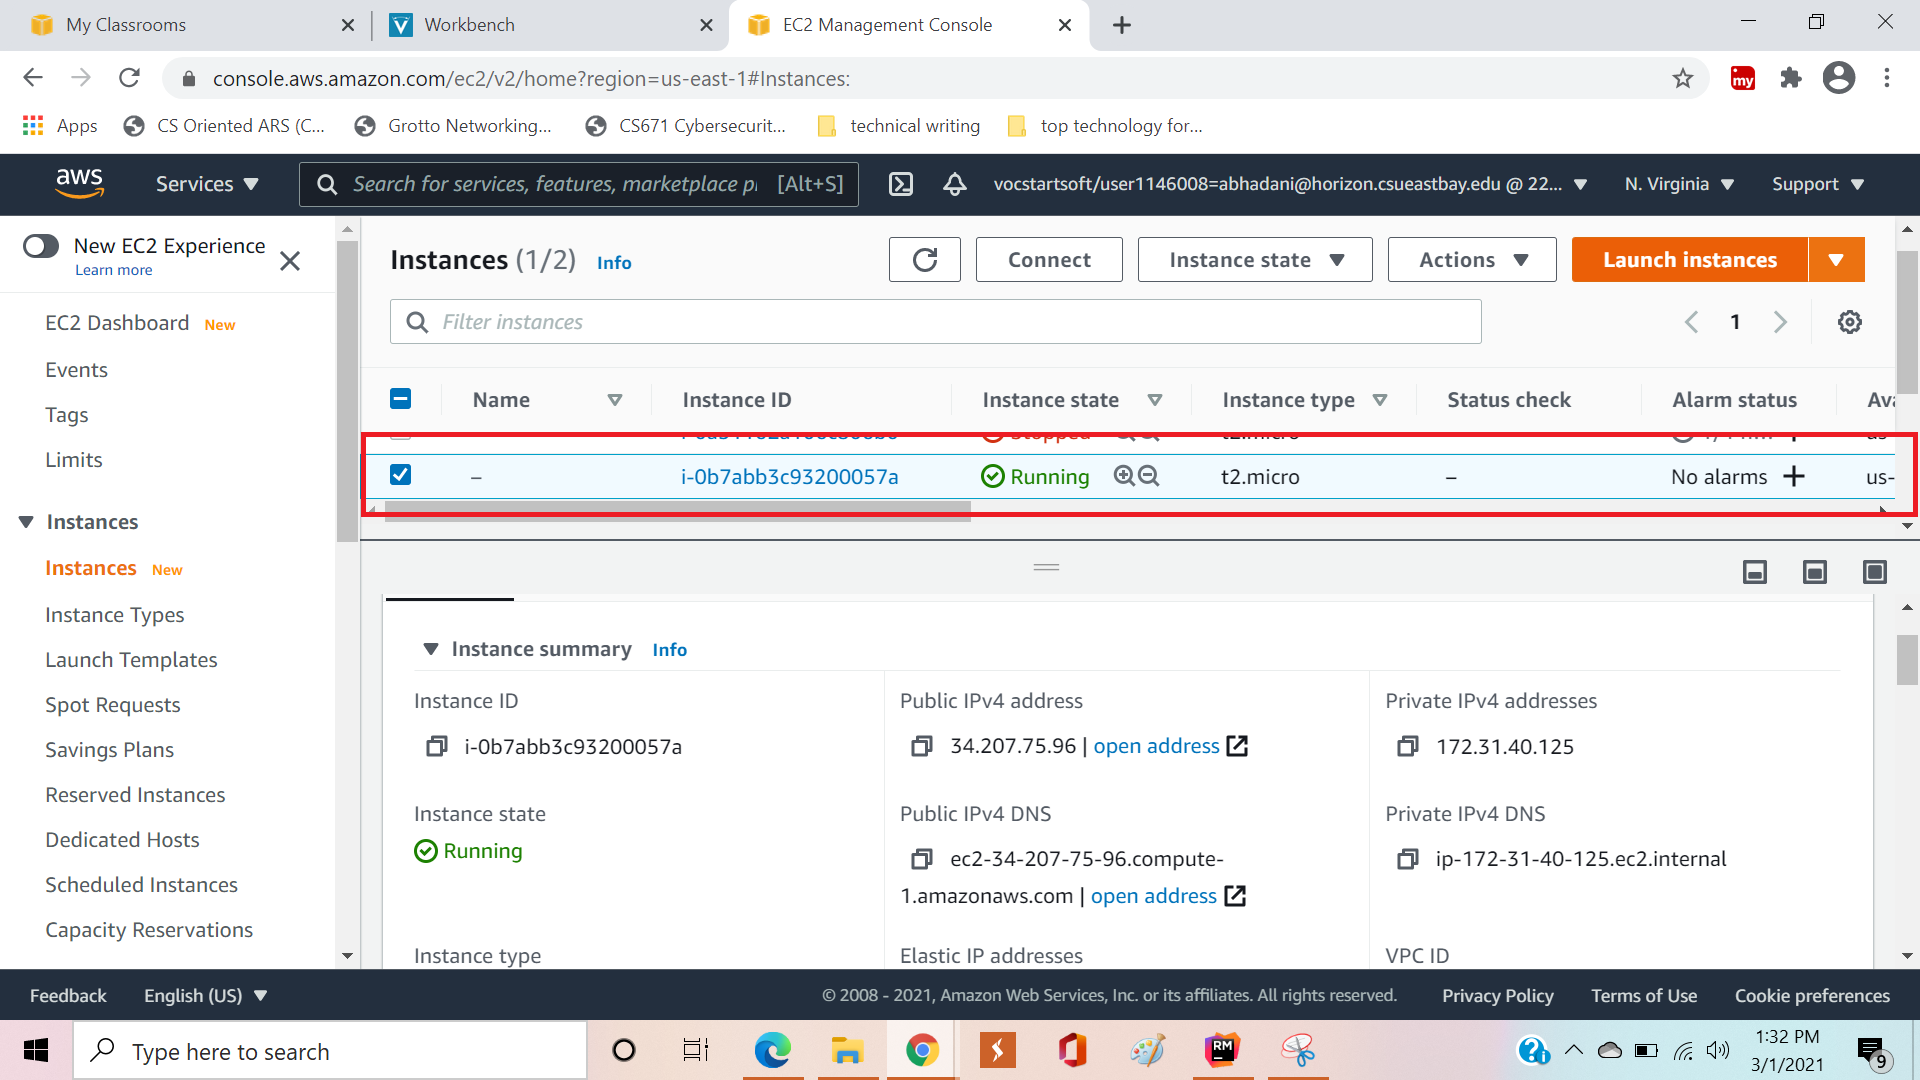 My Classrooms
Workbench
EC2 Management Console
console.aws.amazon.com/ec2/v2/home?region=us-east-1#Instances:
my
Apps
CS Oriented ARS (C...
Grotto Networking...
CS671 Cybersecurit...
technical writing
top technology for...
aws
Services
Search for services, features, marketplace p
[Alt+S]
vocstartsoft/user1146008=abhadani@horizon.csueastbay.edu @ 22...
N. Virginia
Support
New EC2 Experience
Learn more
Instances (1/2) Info
Connect
Instance state
Actions
Launch instances
Filter instances
1
EC2 Dashboard New
Events
Tags
Limits
Instances
Instances New
Instance Types
Launch Templates
Spot Requests
Savings Plans
Reserved Instances
Dedicated Hosts
Scheduled Instances
Capacity Reservations
Name
Instance ID
Instance state
Instance type
Status check
Alarm status
Ava
Stopped
t2.micro
–
i-0b7abb3c93200057a
Running
t2.micro
–
No alarms +
us-
Instance summary Info
Instance ID
i-0b7abb3c93200057a
Public IPv4 address
34.207.75.96 | open address
Private IPv4 addresses
172.31.40.125
Instance state
Running
Public IPv4 DNS
ec2-34-207-75-96.compute-
1.amazonaws.com | open address
Private IPv4 DNS
ip-172-31-40-125.ec2.internal
Instance type
Elastic IP addresses
VPC ID
Feedback
English (US)
© 2008 - 2021, Amazon Web Services, Inc. or its affiliates. All rights reserved.
Privacy Policy
Terms of Use
Cookie preferences
Type here to search
RM
1:32 PM
3/1/2021
9